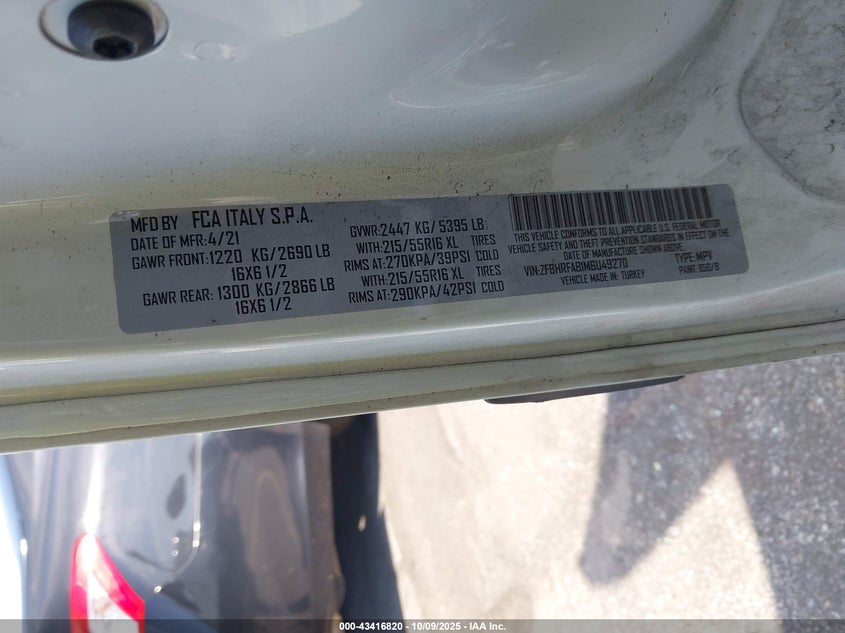 MFD BY FCA ITALY S.P.A.
DATE OF MFR:4/21
GAWR FRONT:1220 KG/2690 LB
16X6 1/2
GAWR REAR: 1300 KG/2866 LB
16X6 1/2
GVWR:2447 KG/5395 LB
WITH:215/55R16 XL TIRES
RIMS AT:270KPA/39PSI COLD
WITH:215/55R16 XL TIRES
RIMS AT:290KPA/42PSI COLD
THIS VEHICLE CONFORMS TO ALL APPLICABLE U.S. FEDERAL MOTOR
VEHICLE SAFETY AND THEFT PREVENTION STANDARDS IN EFFECT ON
DATE OF MANUFACTURE SHOWN ABOVE
VIN:ZFBHRFAB1M6U49270 TYPE: MPV
VEHICLE MADE IN: TURKEY PAINT: 850/B
000-43416820 - 10/09/2025 - IAA Inc.